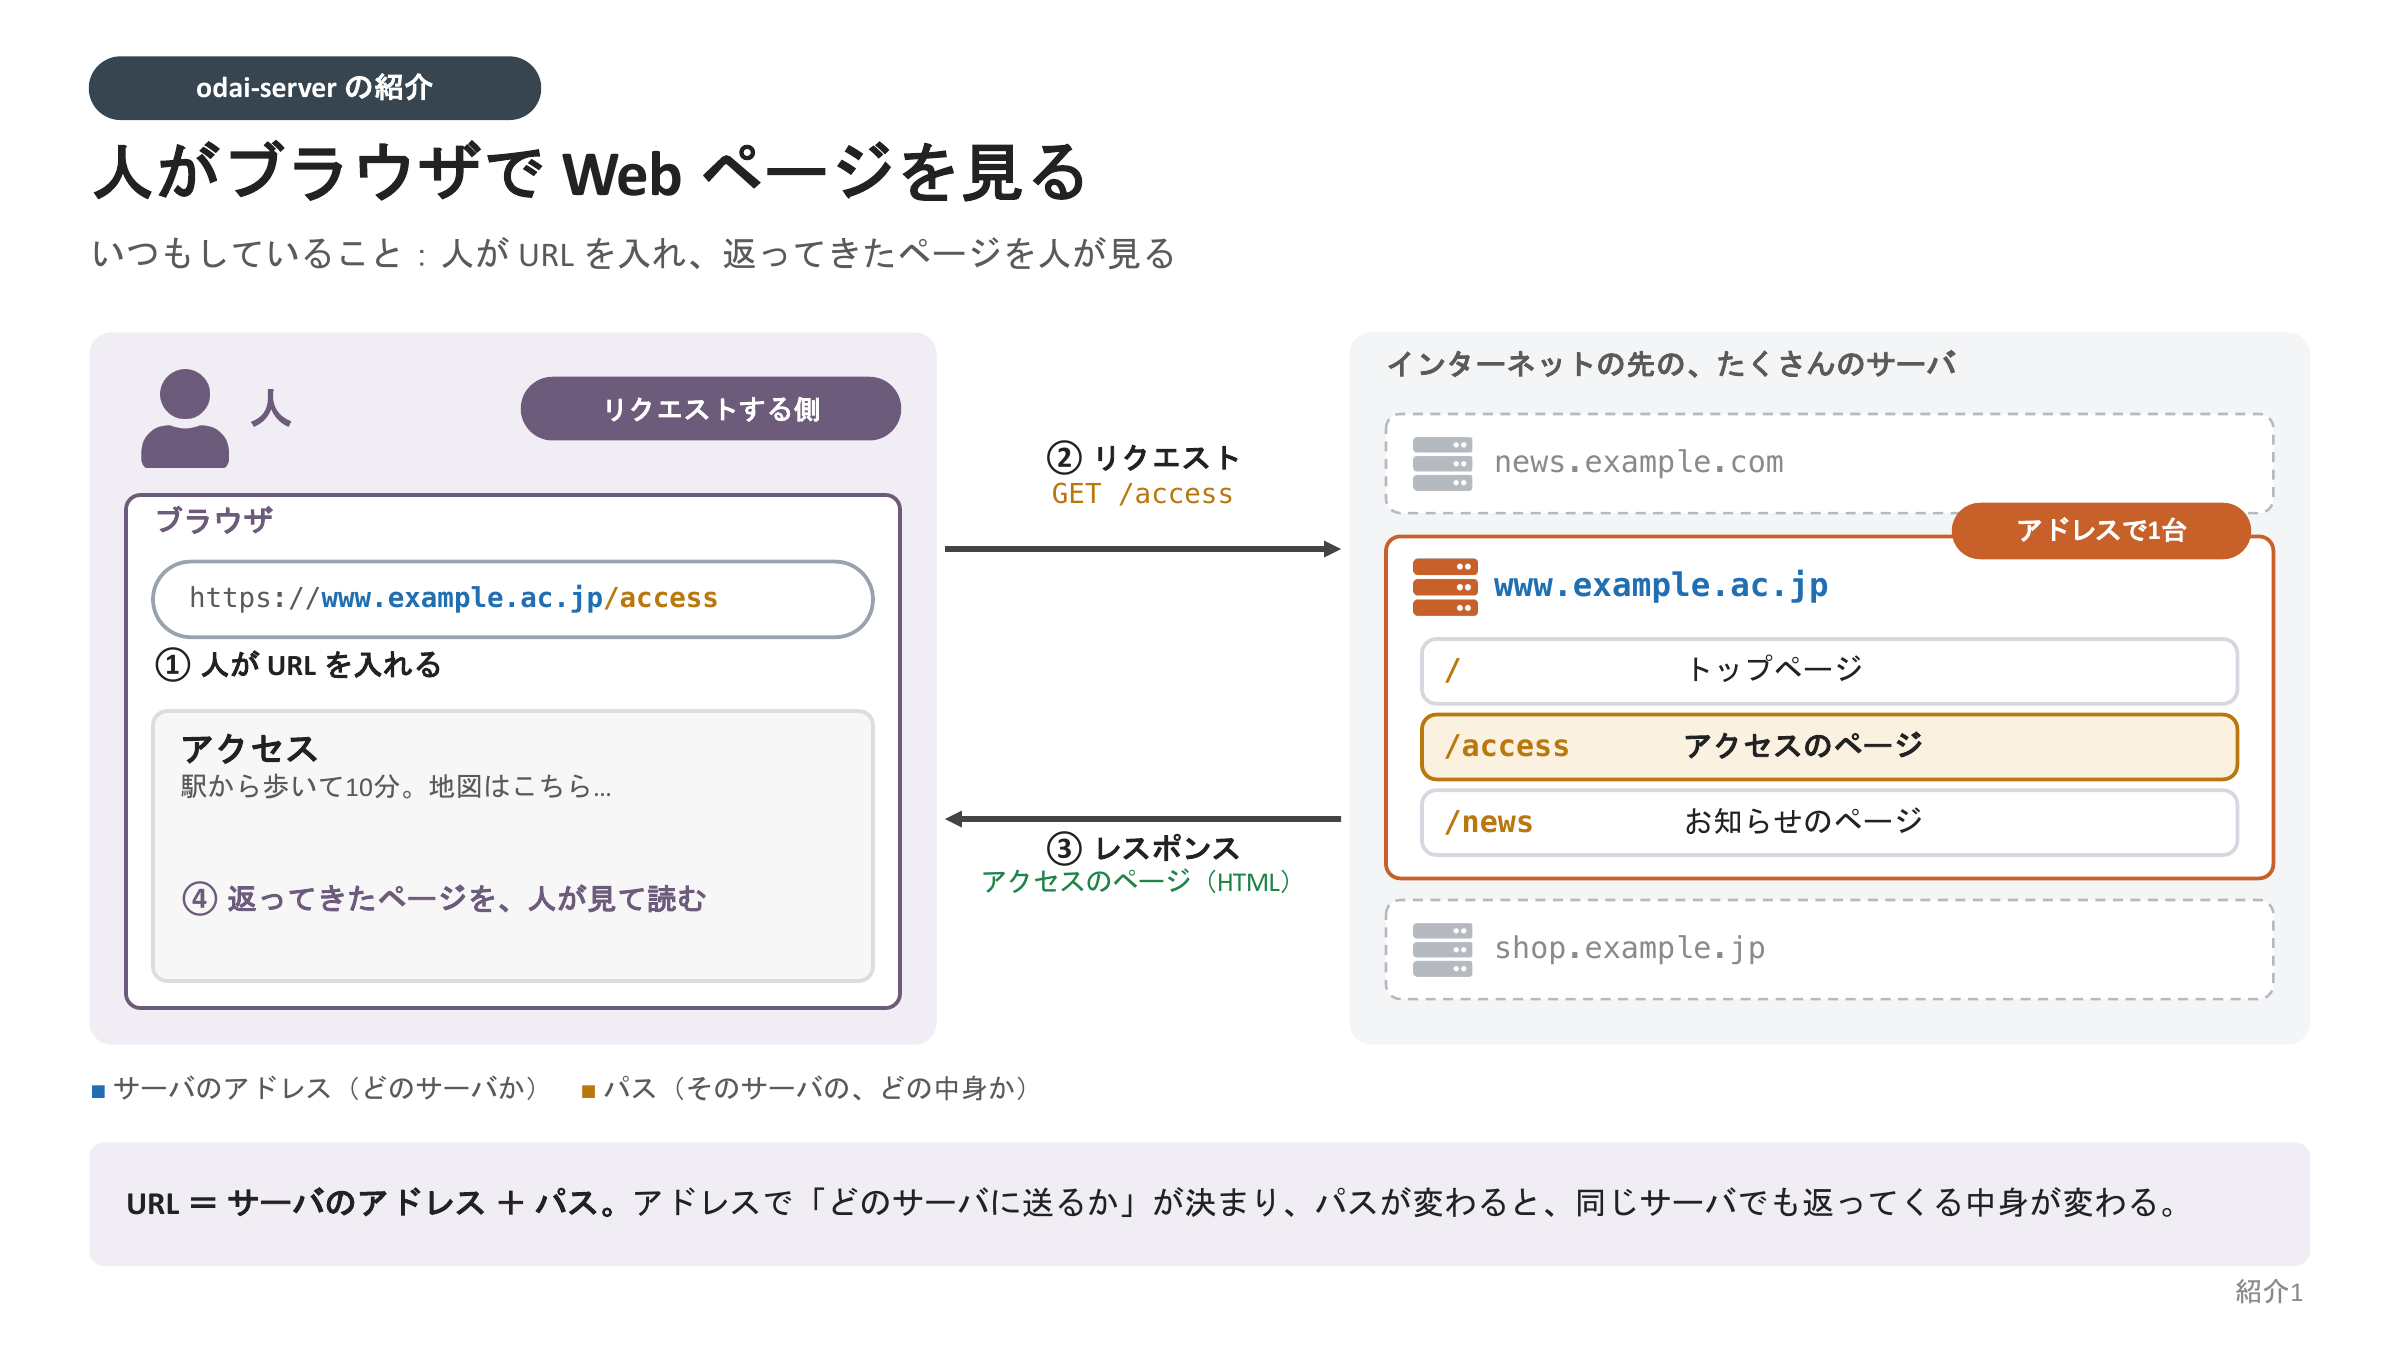 odai-server の紹介
人がブラウザで Web ページを見る
いつもしていること：人が URL を入れ、返ってきたページを人が見る
人
リクエストする側
ブラウザ
https://www.example.ac.jp/access
① 人が URL を入れる
アクセス
駅から歩いて10分。地図はこちら…
④ 返ってきたページを、人が見て読む
② リクエスト
GET /access
③ レスポンス
アクセスのページ（HTML）
インターネットの先の、たくさんのサーバ
news.example.com
アドレスで1台
www.example.ac.jp
/ トップページ
/access アクセスのページ
/news お知らせのページ
shop.example.jp
■ サーバのアドレス（どのサーバか） ■ パス（そのサーバの、どの中身か）
URL ＝ サーバのアドレス ＋ パス。アドレスで「どのサーバに送るか」が決まり、パスが変わると、同じサーバでも返ってくる中身が変わる。
紹介1